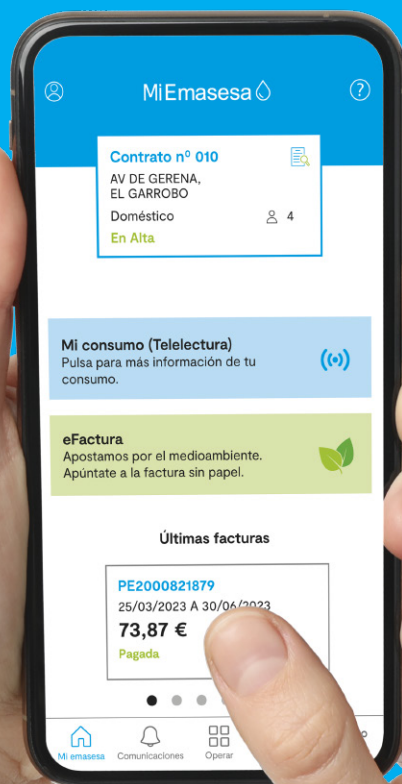 MiEmasesa
?
Contrato nº 010
AV DE GERENA,
EL GARROBO
Doméstico 4
En Alta
Mi consumo (Telelectura)
Pulsa para más información de tu
consumo.
eFactura
Apostamos por el medioambiente.
Apúntate a la factura sin papel.
Últimas facturas
PE2000821879
25/03/2023 A 30/06/2023
73,87 €
Pagada
Mi emasesa Comunicaciones Operar